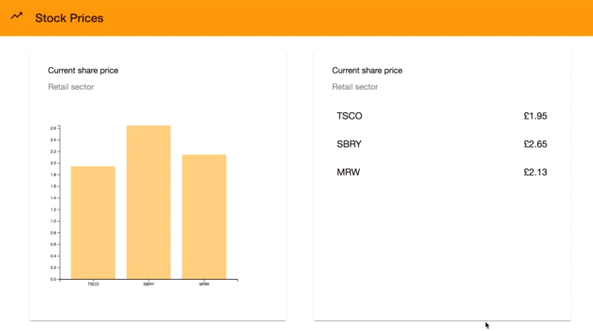 Stock Prices
Current share price
Retail sector
2.6
2.4
2.2
2.0
1.8
1.6
1.4
1.2
1.0
0.8
0.6
0.4
0.2
0.0
TSCO SBRY MRW
Current share price
Retail sector
TSCO £1.95
SBRY £2.65
MRW £2.13